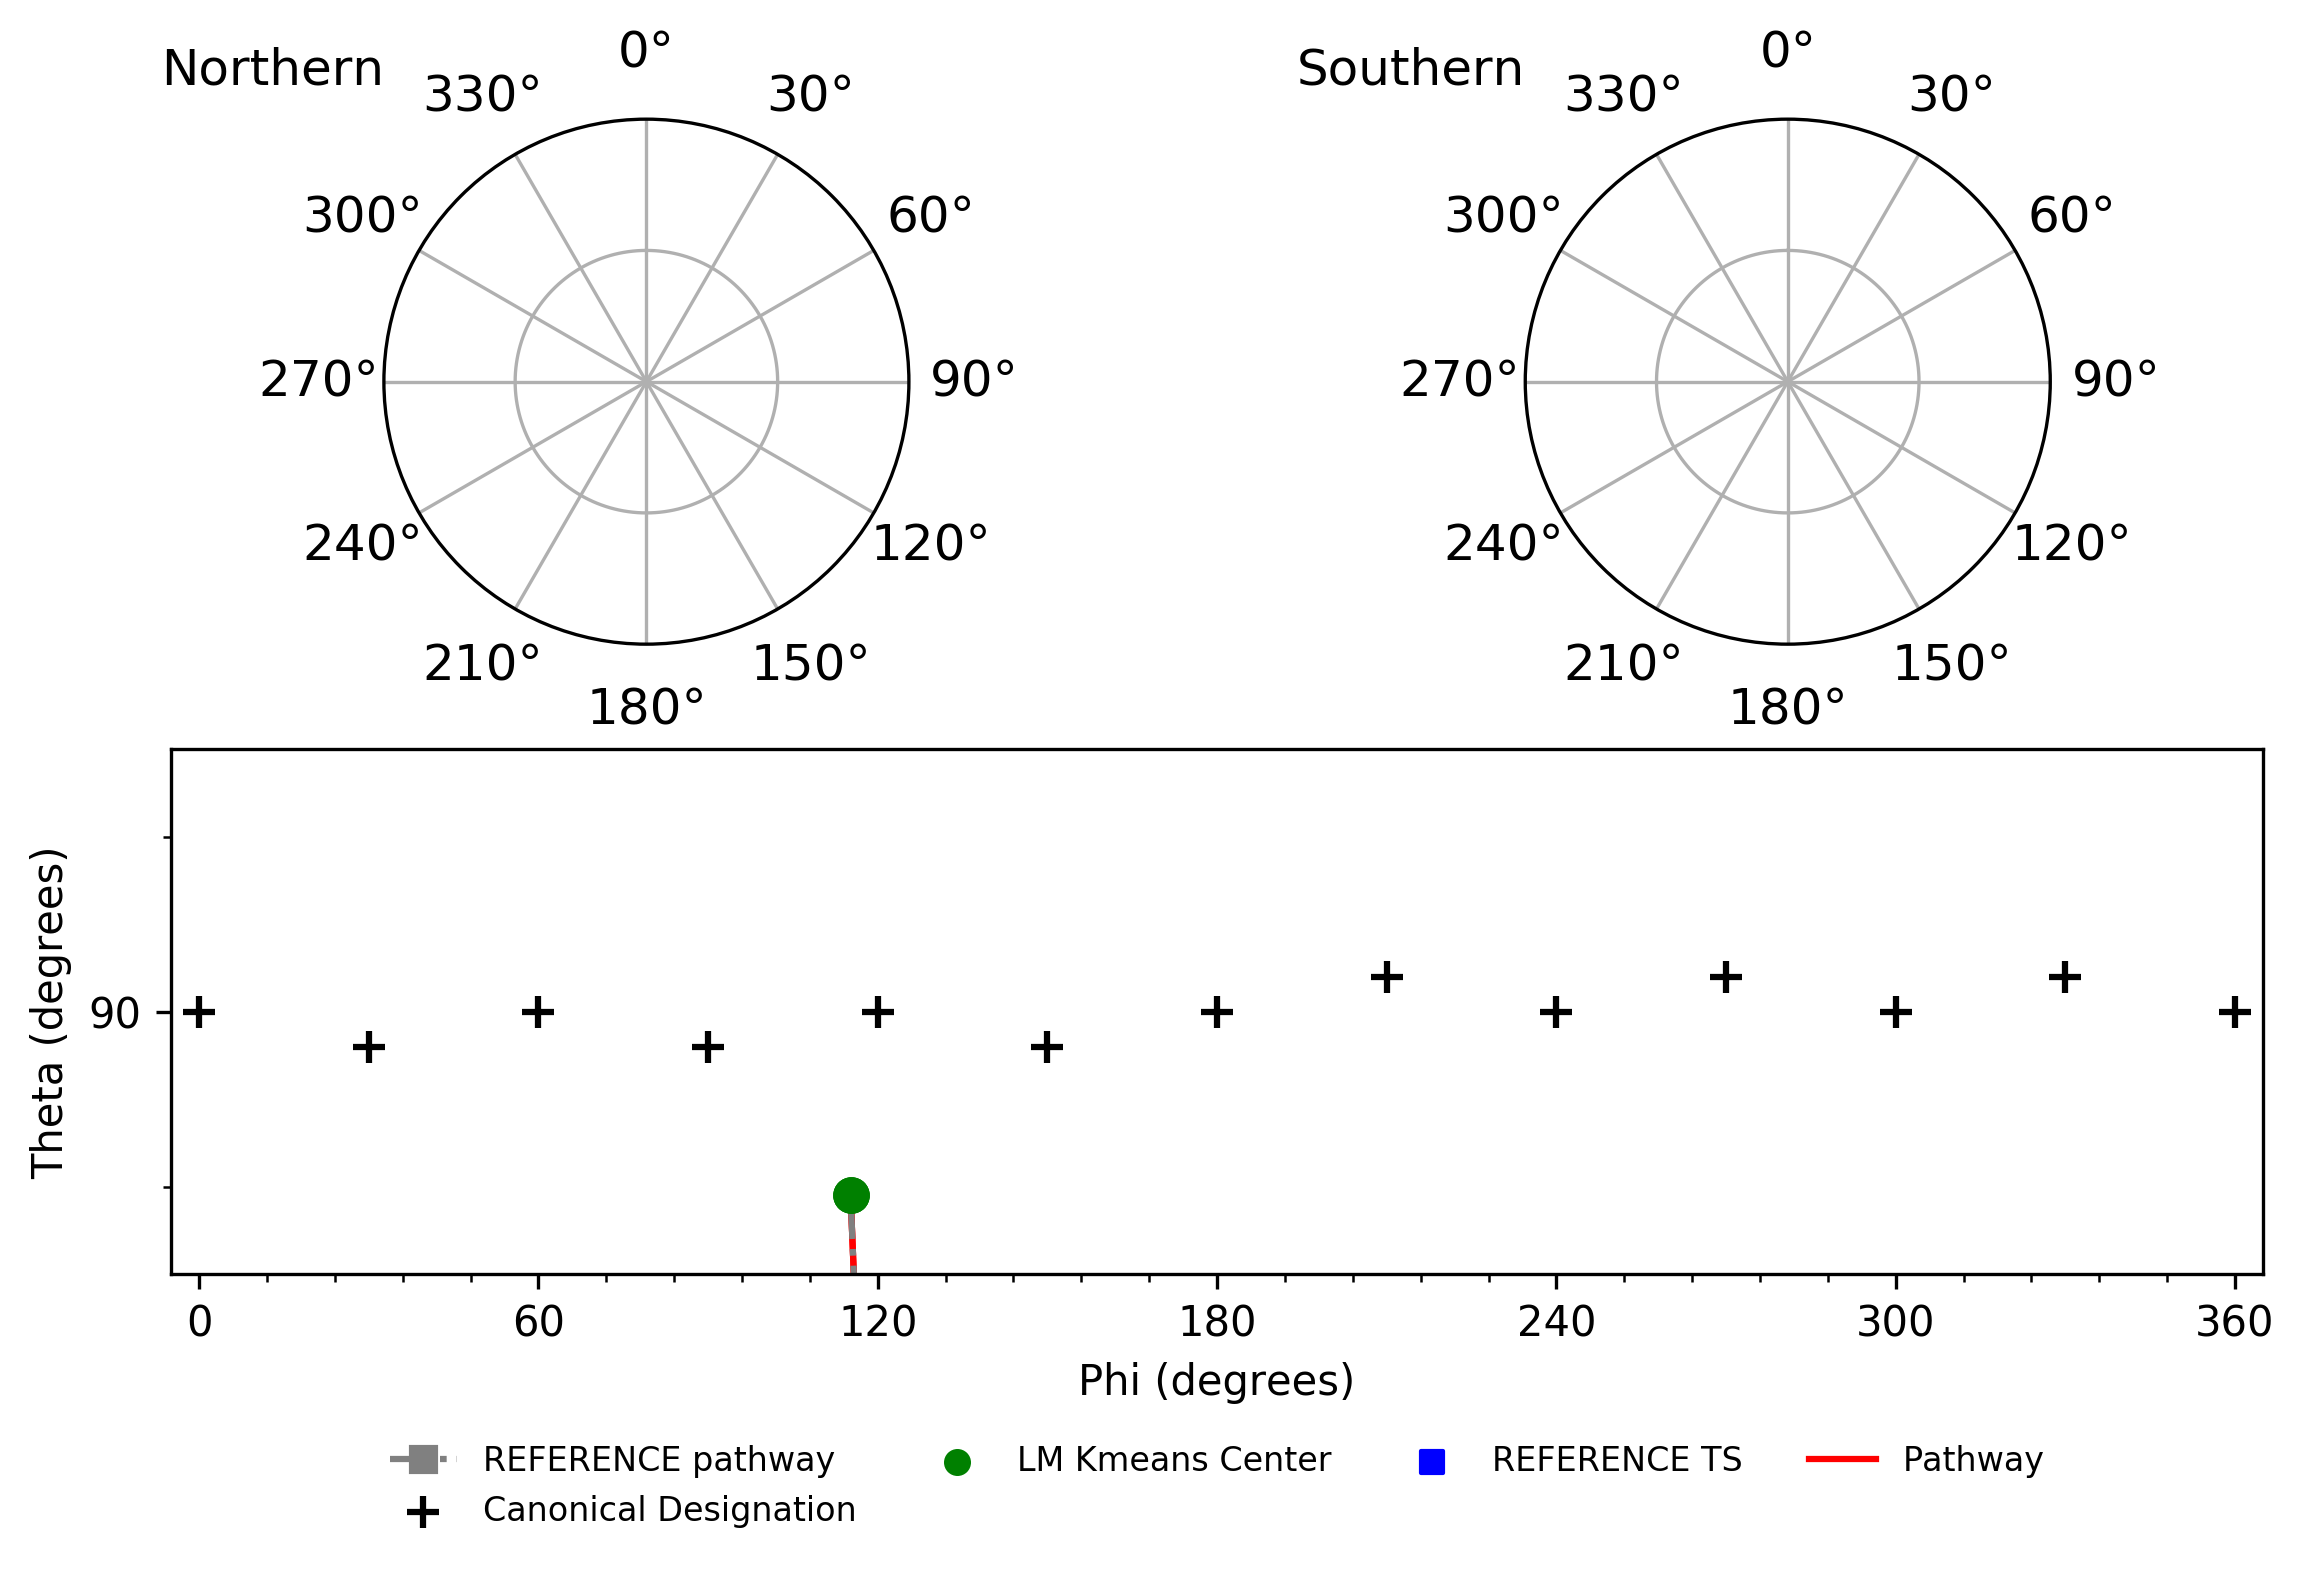 Northern
0°
30°
60°
90°
120°
150°
180°
210°
240°
270°
300°
330°
Southern
0°
30°
60°
90°
120°
150°
180°
210°
240°
270°
300°
330°
Theta (degrees)
90
0 60 120 180 240 300 360
Phi (degrees)
REFERENCE pathway
Canonical Designation
LM Kmeans Center
REFERENCE TS
Pathway